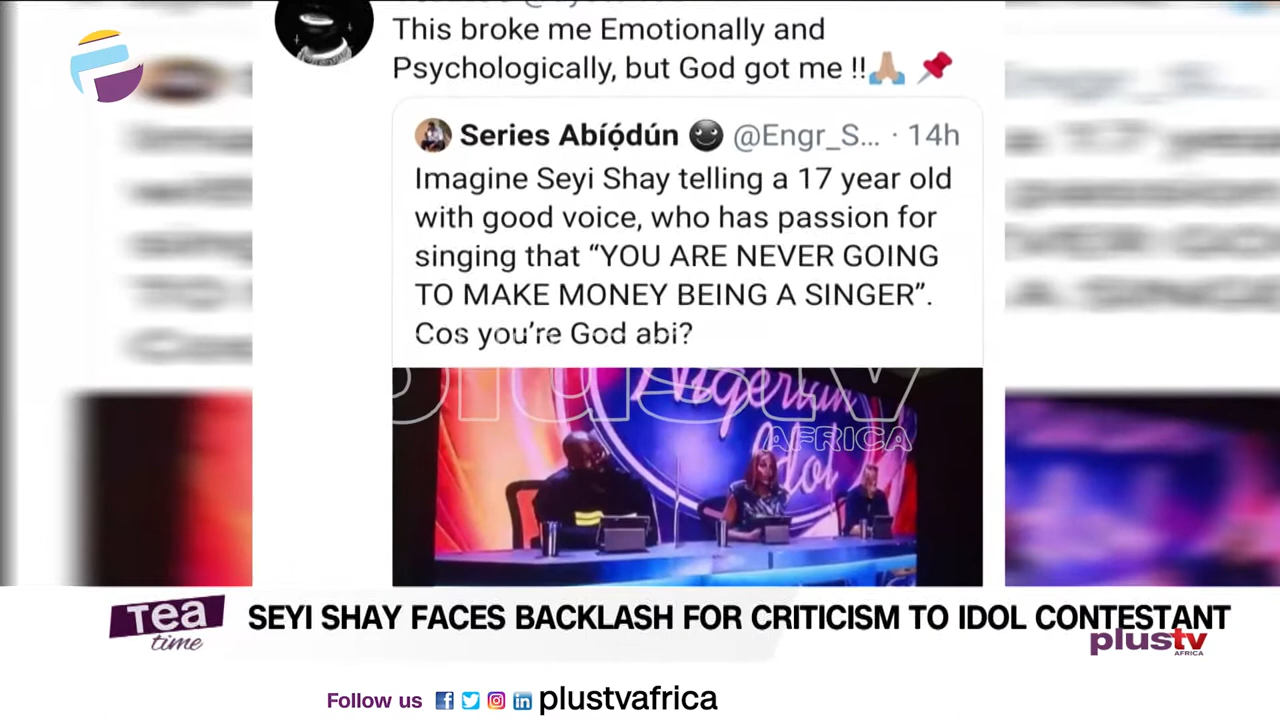 This broke me Emotionally and
Psychologically, but God got me !!🙏🏼 📌
Series Abíọ́dún 🌚 @Engr_S... · 14h
Imagine Seyi Shay telling a 17 year old
with good voice, who has passion for
singing that “YOU ARE NEVER GOING
TO MAKE MONEY BEING A SINGER”.
Cos you’re God abi?
plustv
AFRICA
Nigerian
Idol
Tea
time
SEYI SHAY FACES BACKLASH FOR CRITICISM TO IDOL CONTESTANT
plustv
AFRICA
Follow us plustvafrica